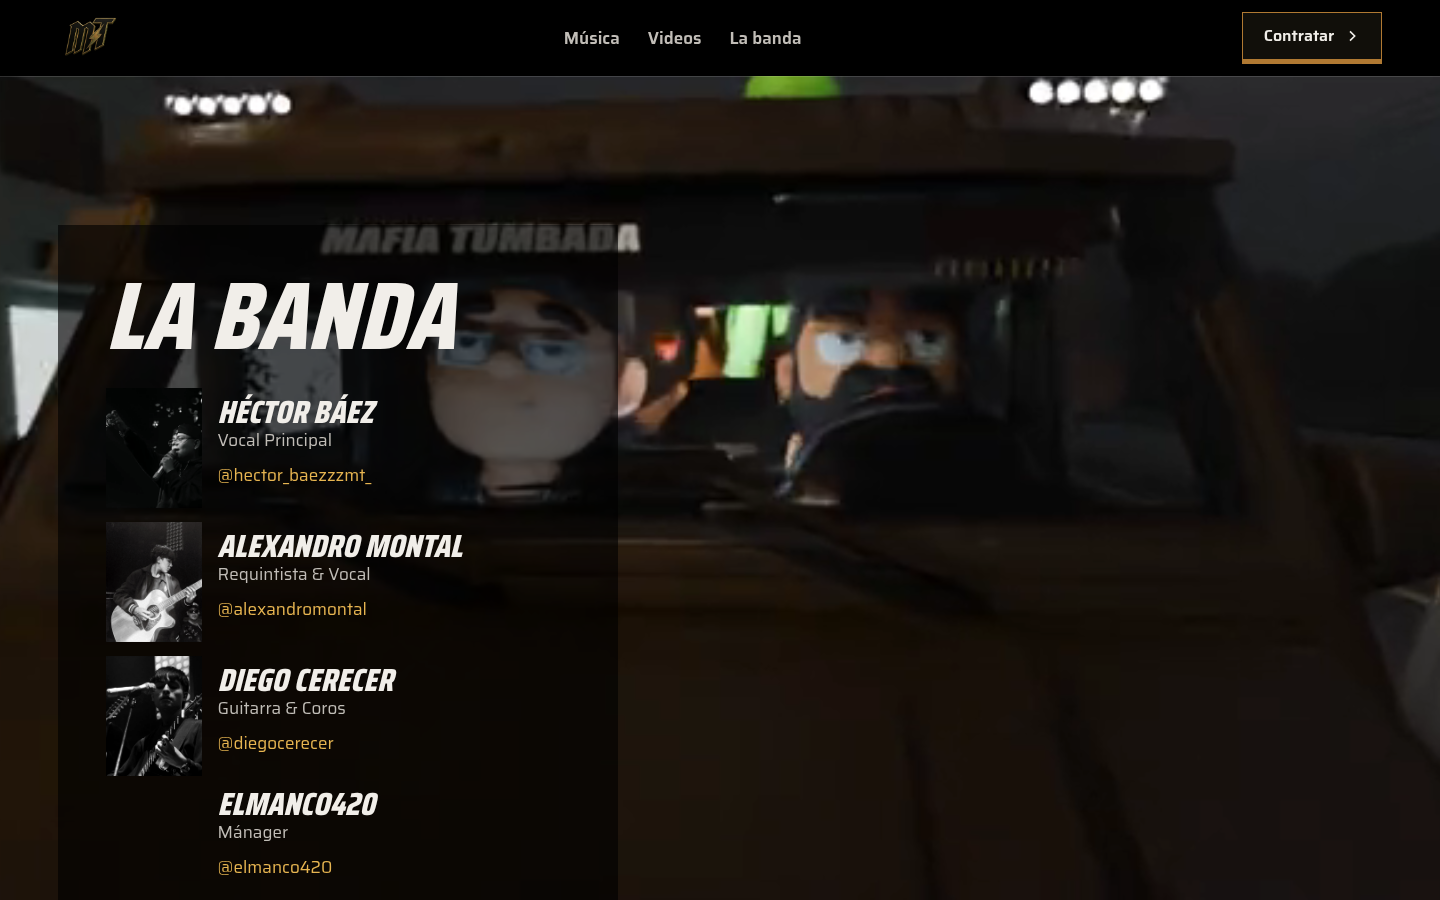 MT
Música
Videos
La banda
Contratar
MAFIA TUMBADA
LA BANDA
HÉCTOR BÁEZ
Vocal Principal
@hector_baezzzmt_
ALEXANDRO MONTAL
Requintista & Vocal
@alexandromontal
DIEGO CERECER
Guitarra & Coros
@diegocerecer
ELMANCO420
Mánager
@elmanco420